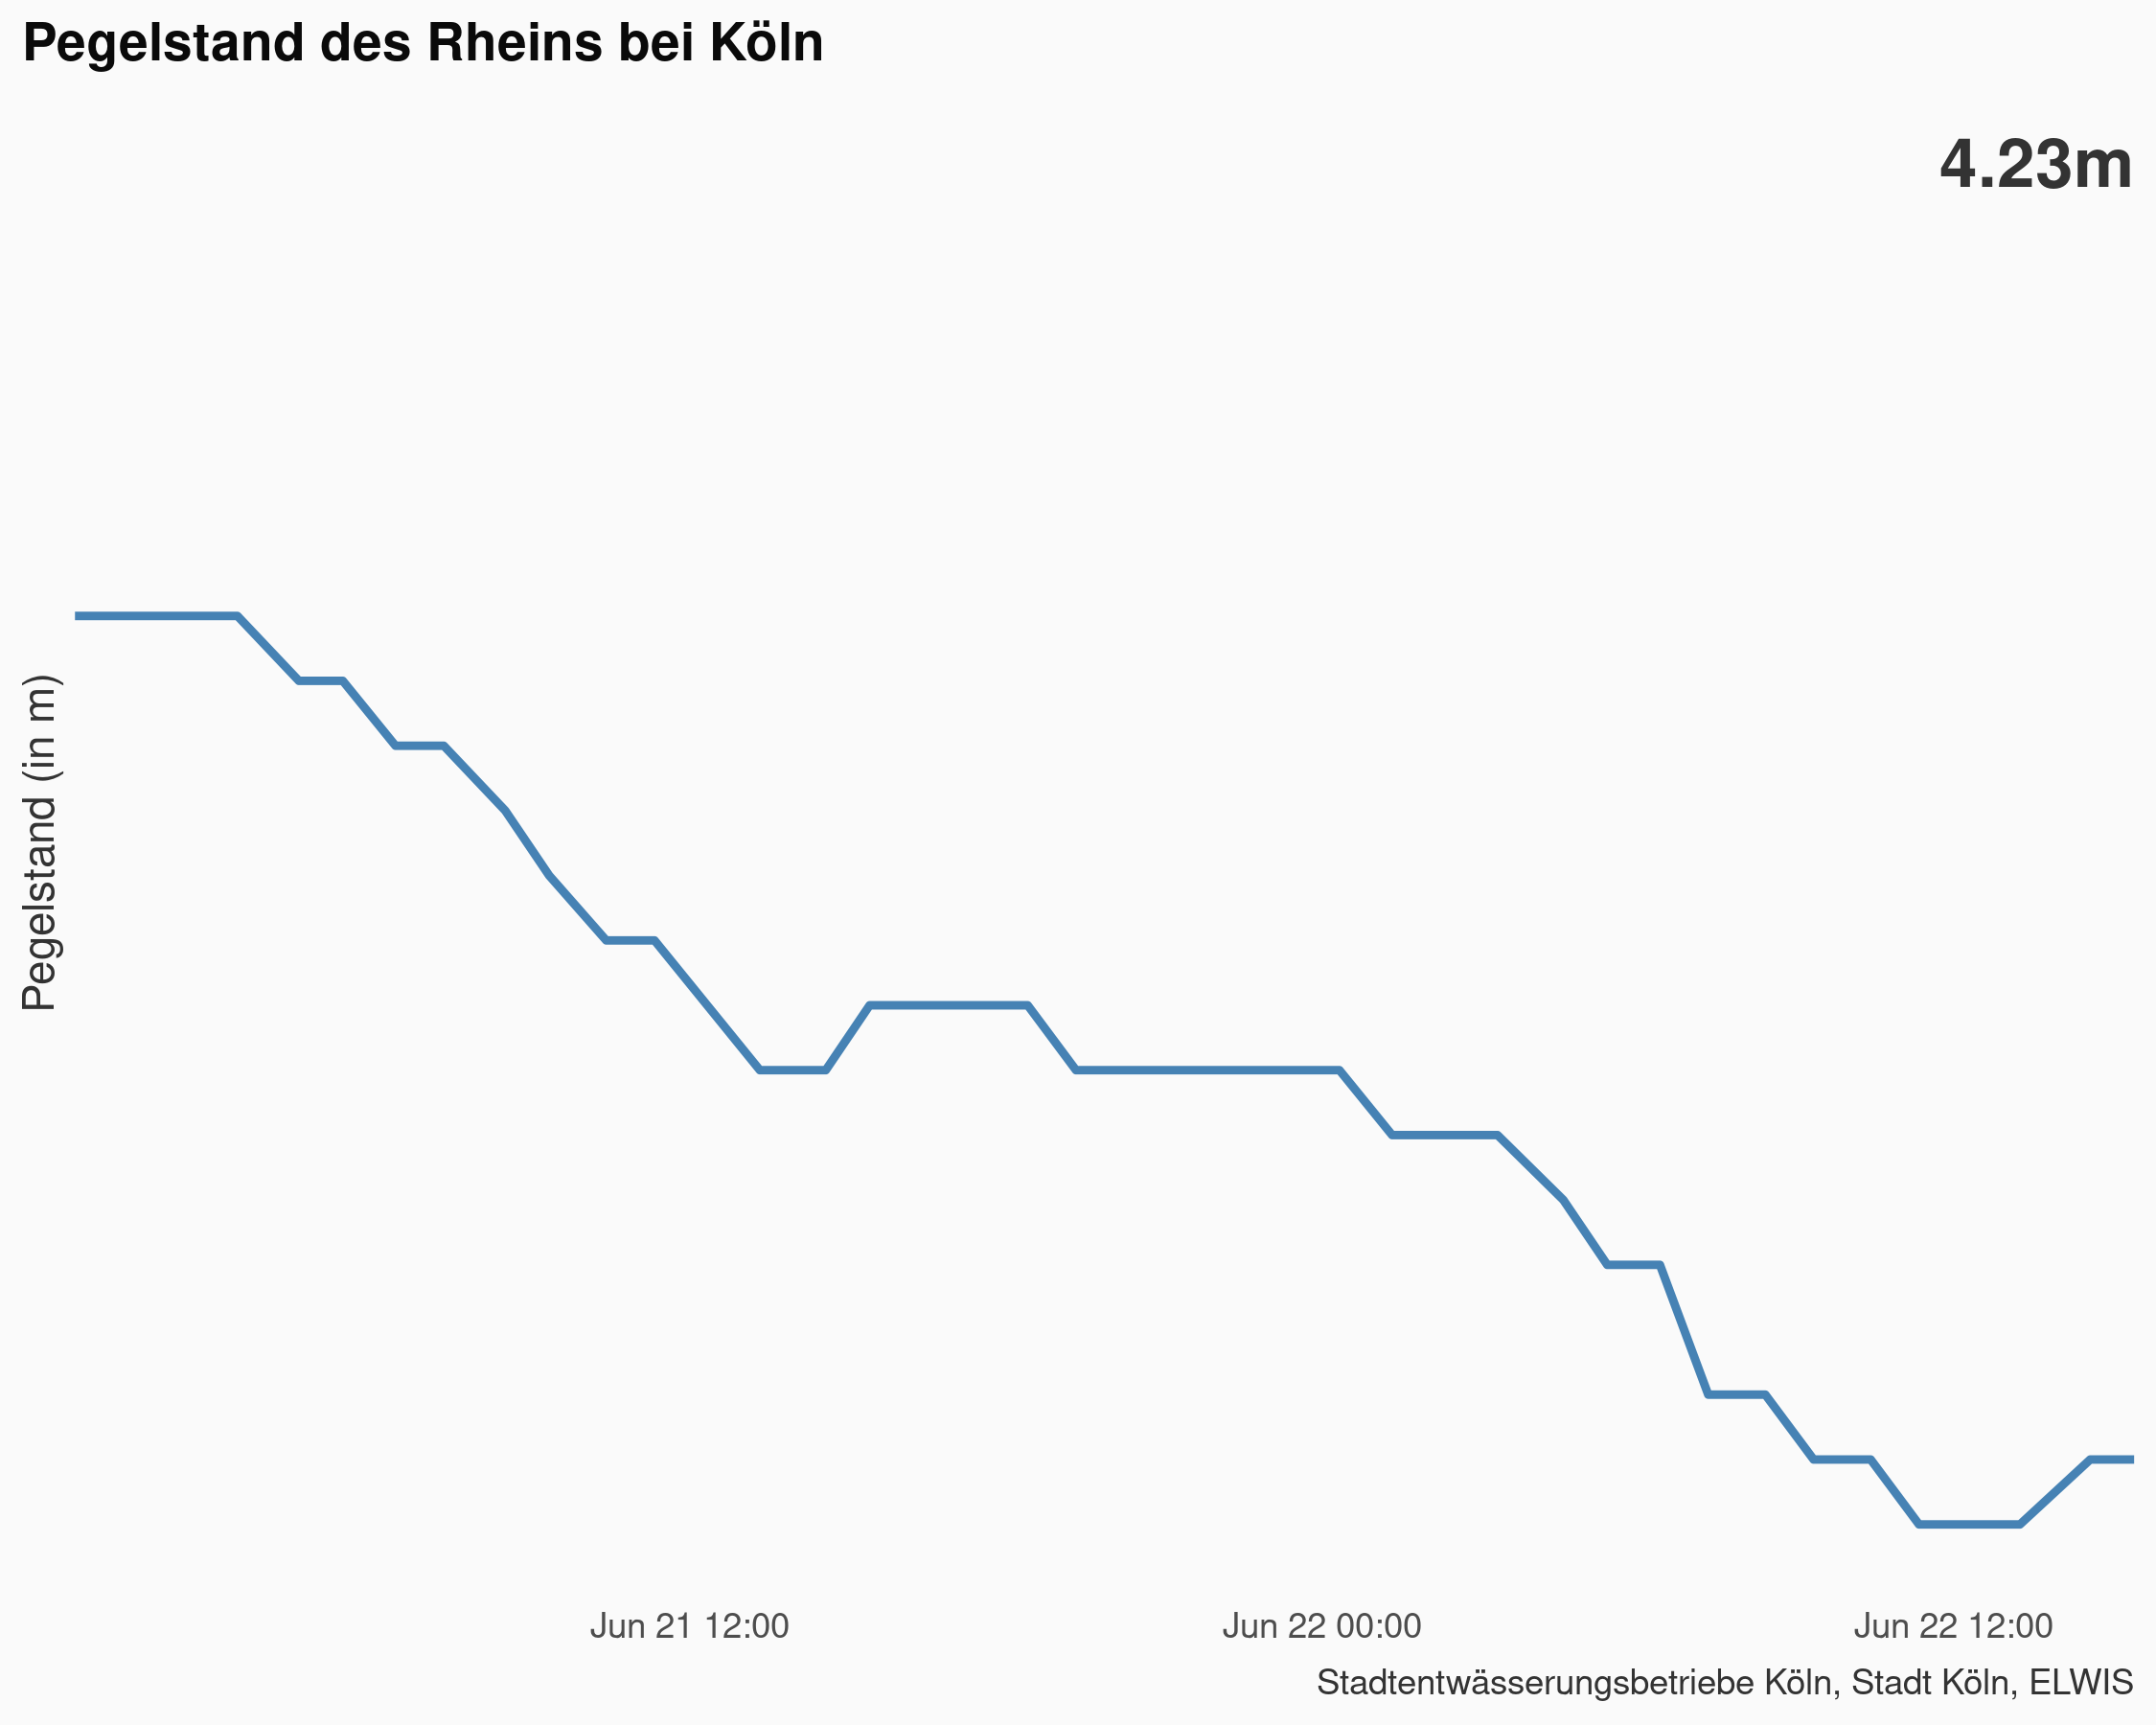 Pegelstand des Rheins bei Köln
4.23m
Pegelstand (in m)
Jun 21 12:00
Jun 22 00:00
Jun 22 12:00
Stadtentwässerungsbetriebe Köln, Stadt Köln, ELWIS